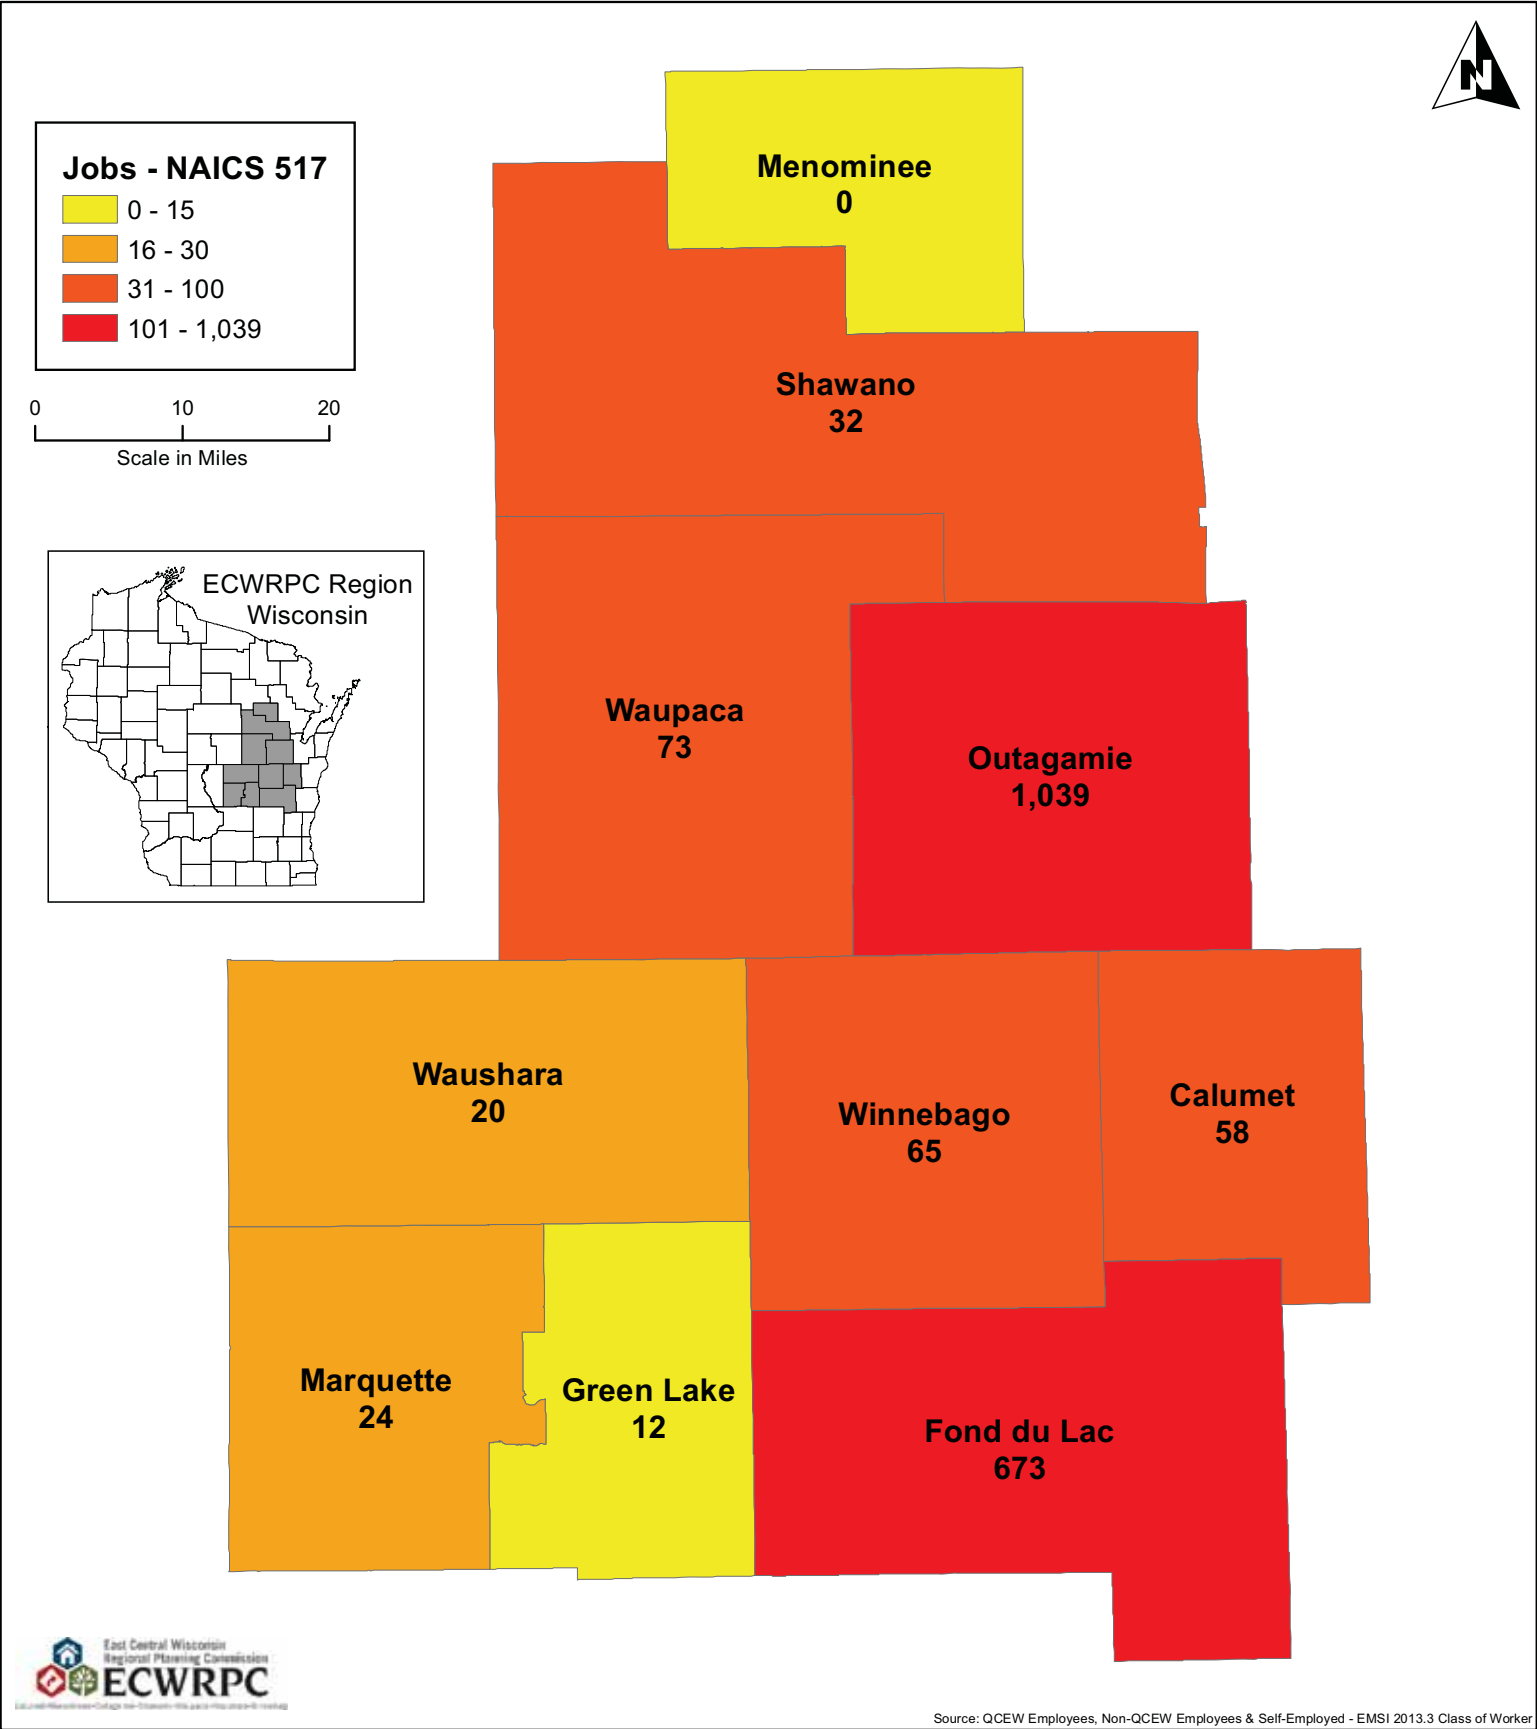 N
Jobs - NAICS 517
0 - 15
16 - 30
31 - 100
101 - 1,039
0 10 20
Scale in Miles
ECWRPC Region
Wisconsin
Menominee
0
Shawano
32
Waupaca
73
Outagamie
1,039
Waushara
20
Winnebago
65
Calumet
58
Marquette
24
Green Lake
12
Fond du Lac
673
East Central Wisconsin
Regional Planning Commission
ECWRPC
Source: QCEW Employees, Non-QCEW Employees & Self-Employed - EMSI 2013.3 Class of Worker